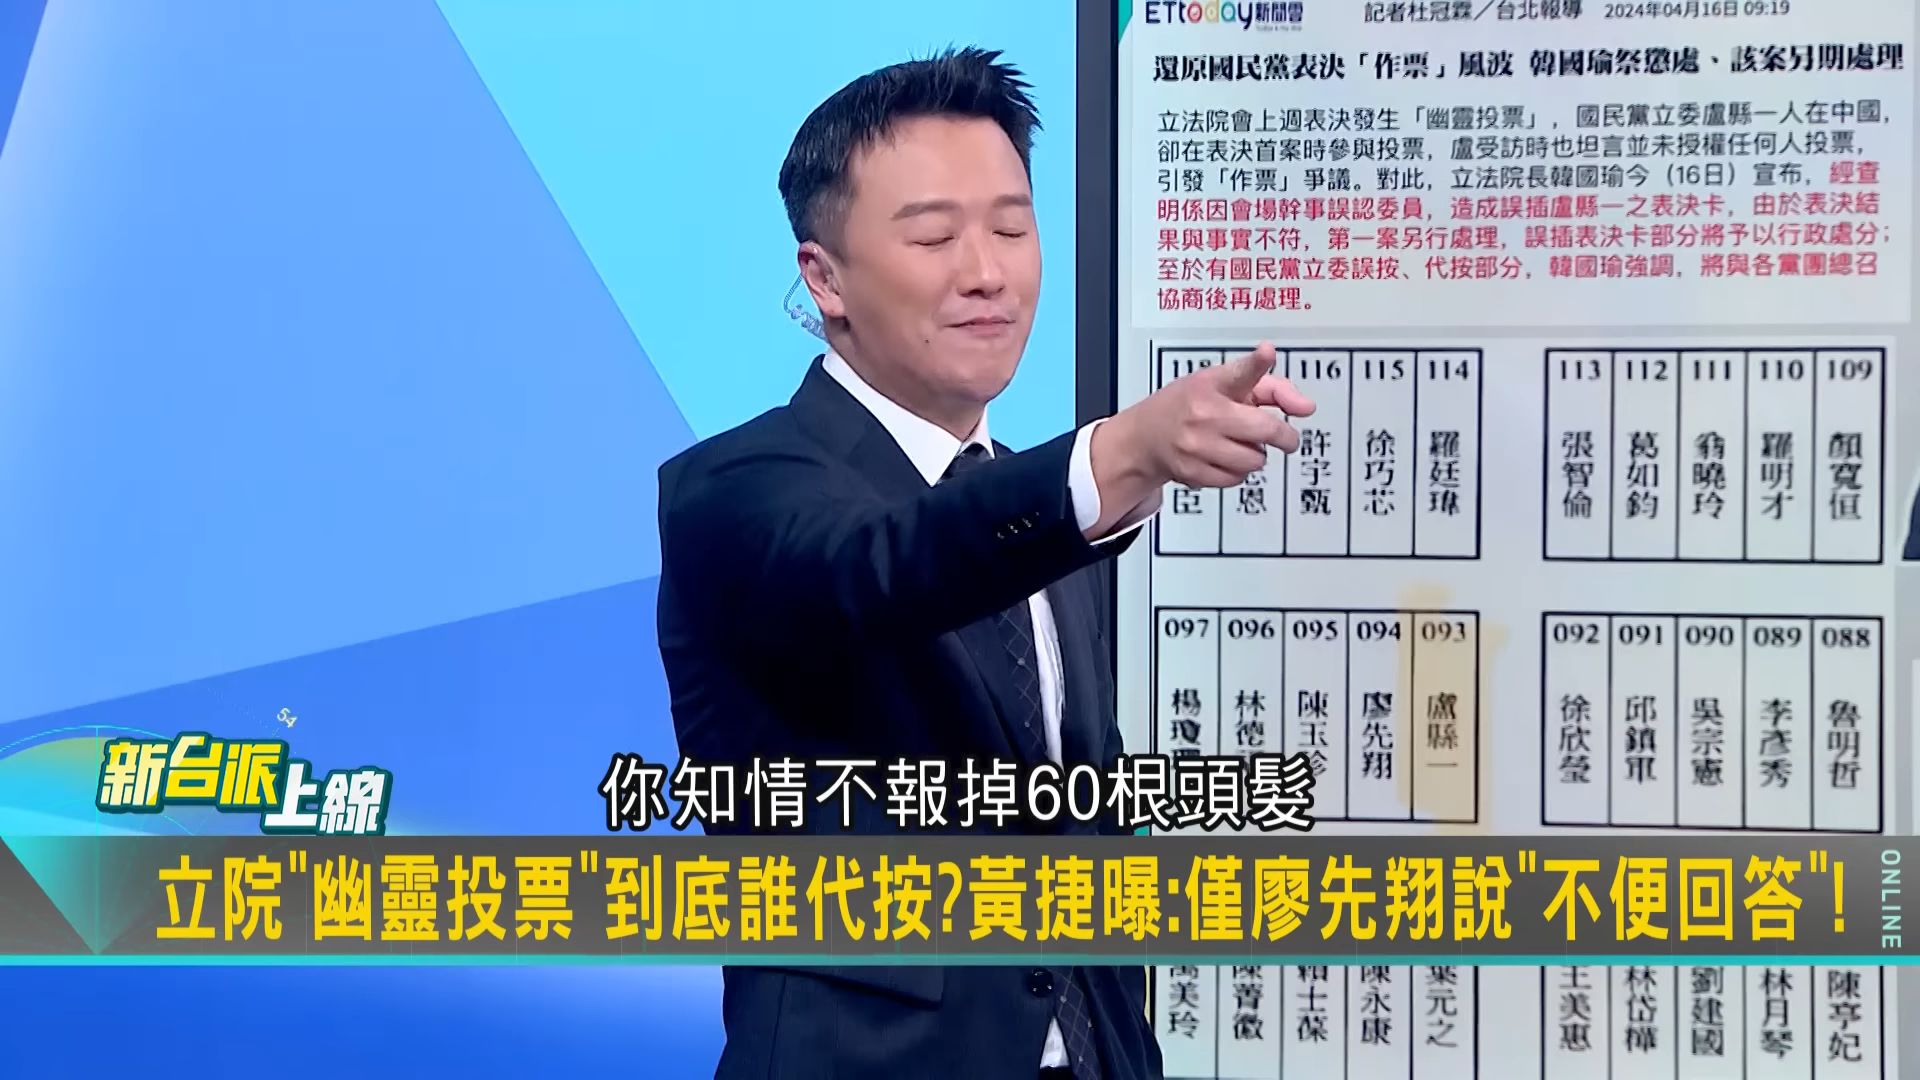 ETtoday新聞雲
記者杜冠霖／台北報導 2024年04月16日 09:19
還原國民黨表決「作票」風波 韓國瑜祭懲處、該案另期處理
立法院會上週表決發生「幽靈投票」，國民黨立委盧縣一人在中國，
卻在表決首案時參與投票，盧受訪時也坦言並未授權任何人投票，
引發「作票」爭議。對此，立法院長韓國瑜今（16日）宣布，經查
明係因會場幹事誤認委員，造成誤插盧縣一之表決卡，由於表決結
果與事實不符，第一案另行處理，誤插表決卡部分將予以行政處分；
至於有國民黨立委誤按、代按部分，韓國瑜強調，將與各黨團總召
協商後再處理。
118 116 115 114 113 112 111 110 109
臣
恩
許宇甄
徐巧芯
羅廷瑋
張智倫
葛如鈞
翁曉玲
羅明才
顏寬恒
097 096 095 094 093 092 091 090 089 088
楊瓊
林德
陳玉珍
廖先翔
盧縣一
徐欣瑩
邱鎮軍
吳宗憲
李彥秀
魯明哲
54
新台派上線
你知情不報掉60根頭髮
立院"幽靈投票"到底誰代按?黃捷曝:僅廖先翔說"不便回答"!
ONLINE
萬美玲
陳菁徽
賴士葆
陳永康
葉元之
王美惠
林岱樺
劉建國
林月琴
陳亭妃